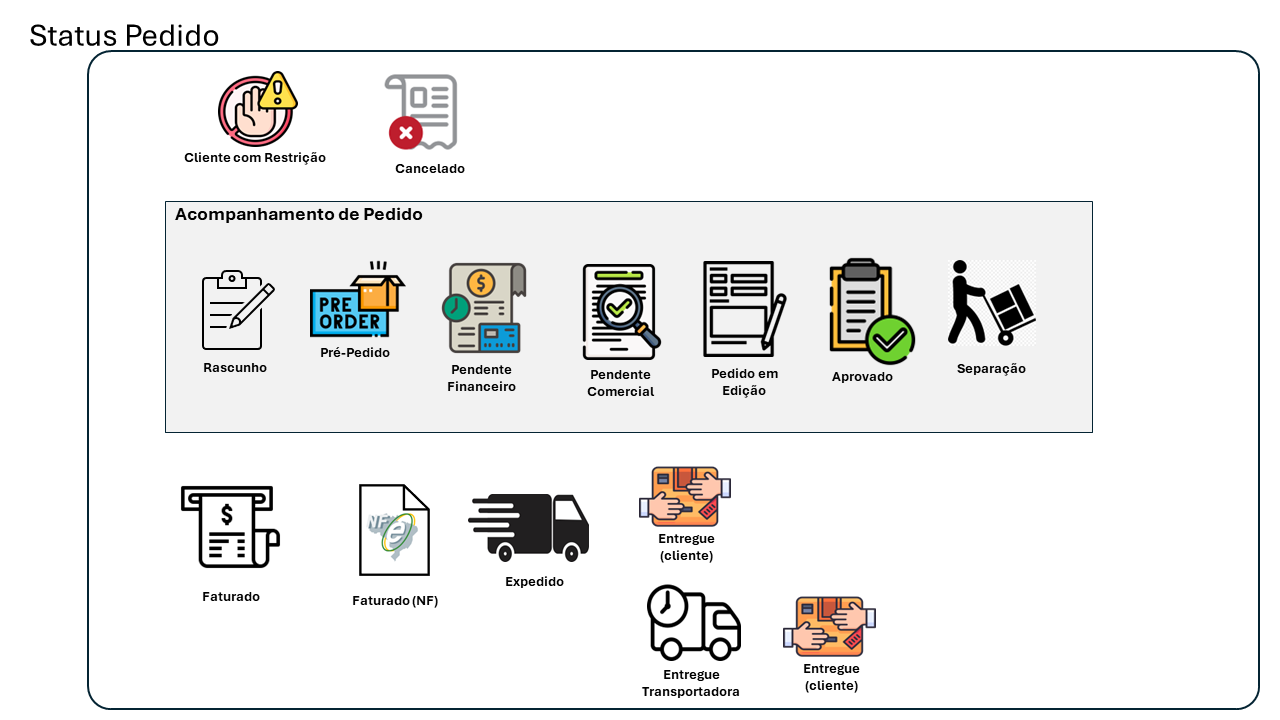 Status Pedido
Cliente com Restrição
Cancelado
Acompanhamento de Pedido
PRE
ORDER
Rascunho
Pré-Pedido
Pendente
Financeiro
Pendente
Comercial
Pedido em
Edição
Aprovado
Separação
NF
e
Faturado
Faturado (NF)
Expedido
Entregue
(cliente)
Entregue
Transportadora
Entregue
(cliente)